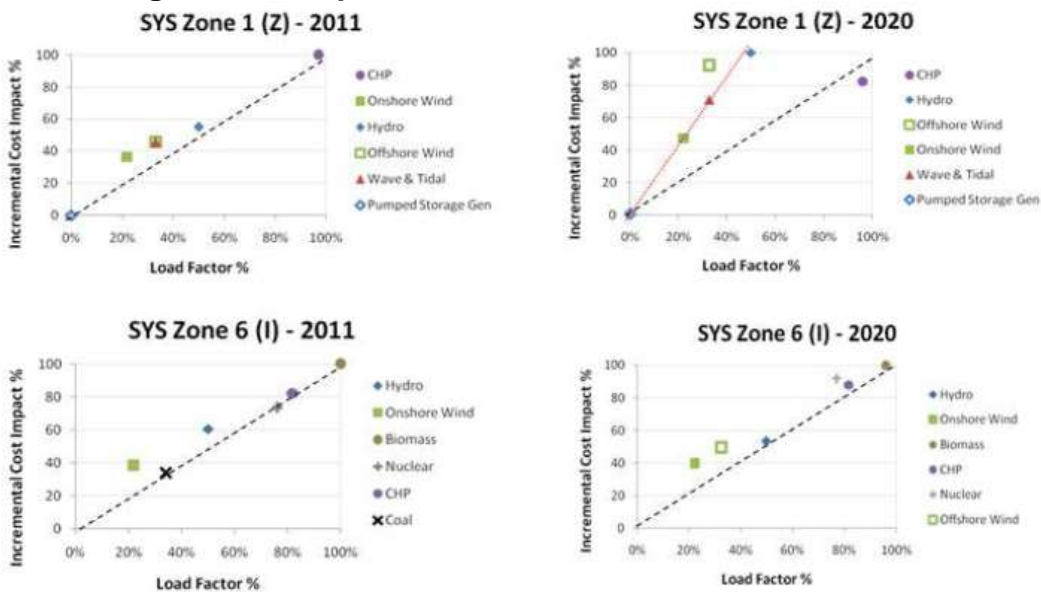 SYS Zone 1 (Z) - 2011
Incremental Cost Impact %
100
80
60
40
20
0
0% 20% 40% 60% 80% 100%
Load Factor %
CHP
Onshore Wind
Hydro
Offshore Wind
Wave & Tidal
Pumped Storage Gen
SYS Zone 1 (Z) - 2020
Incremental Cost Impact %
100
80
60
40
20
0
0% 20% 40% 60% 80% 100%
Load Factor %
CHP
Hydro
Offshore Wind
Onshore Wind
Wave & Tidal
Pumped Storage Gen
SYS Zone 6 (I) - 2011
Incremental Cost Impact %
100
80
60
40
20
0
0% 20% 40% 60% 80% 100%
Load Factor %
Hydro
Onshore Wind
Biomass
Nuclear
CHP
Coal
SYS Zone 6 (I) - 2020
Incremental Cost Impact %
100
80
60
40
20
0
0% 20% 40% 60% 80% 100%
Load Factor %
Hydro
Onshore Wind
Biomass
CHP
Nuclear
Offshore Wind